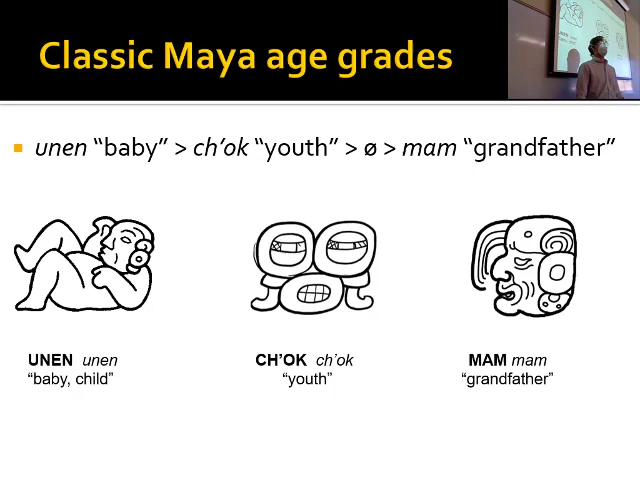 Classic Maya age grades
unen “baby” > ch’ok “youth” > ø > mam “grandfather”
UNEN unen
“baby, child”
CH’OK ch’ok
“youth”
MAM mam
“grandfather”